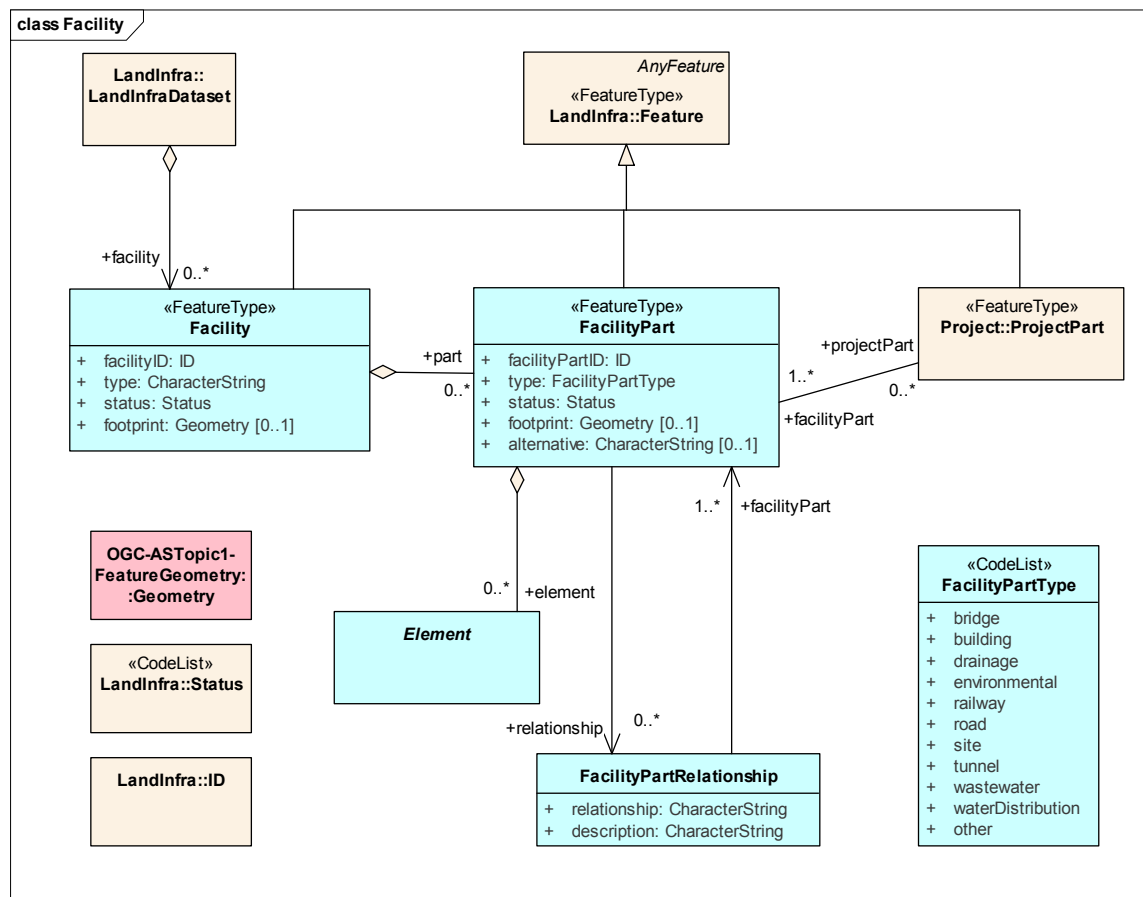 class Facility
LandInfra::
LandInfraDataset
AnyFeature
«FeatureType»
LandInfra::Feature
+facility
0..*
«FeatureType»
Facility
+ facilityID: ID
+ type: CharacterString
+ status: Status
+ footprint: Geometry [0..1]
+part
0..*
«FeatureType»
FacilityPart
+ facilityPartID: ID
+ type: FacilityPartType
+ status: Status
+ footprint: Geometry [0..1]
+ alternative: CharacterString [0..1]
«FeatureType»
Project::ProjectPart
+projectPart
1..*
0..*
+facilityPart
OGC-ASTopic1-
FeatureGeometry:
:Geometry
«CodeList»
LandInfra::Status
LandInfra::ID
0..*
+element
Element
1..*
+facilityPart
+relationship
0..*
FacilityPartRelationship
+ relationship: CharacterString
+ description: CharacterString
«CodeList»
FacilityPartType
+ bridge
+ building
+ drainage
+ environmental
+ railway
+ road
+ site
+ tunnel
+ wastewater
+ waterDistribution
+ other